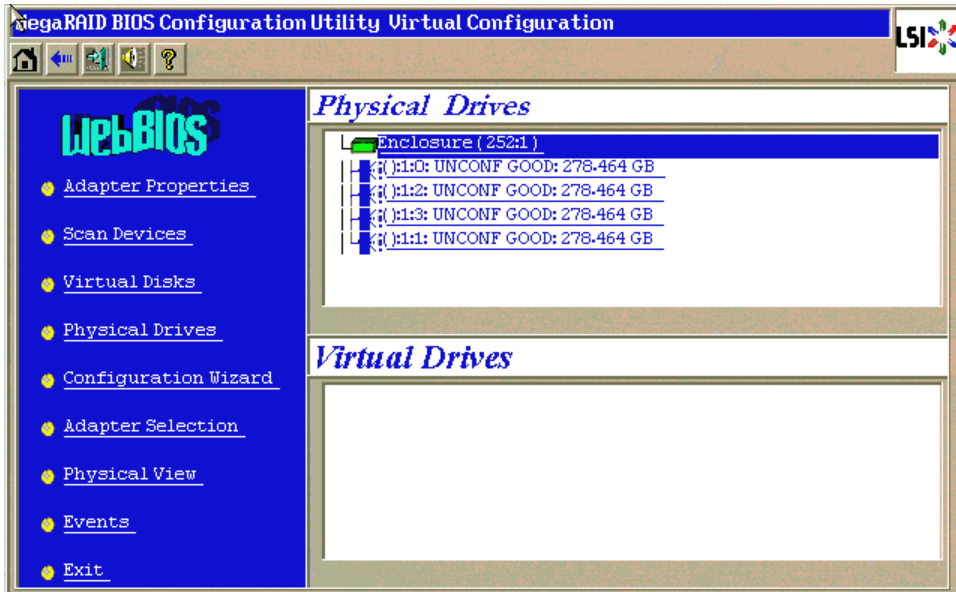 MegaRAID BIOS Configuration Utility Virtual Configuration
LSI
WebBIOS
Adapter Properties
Scan Devices
Virtual Disks
Physical Drives
Configuration Wizard
Adapter Selection
Physical View
Events
Exit
Physical Drives
Enclosure ( 252:1 )
( ):1:0: UNCONF GOOD: 278.464 GB
( ):1:2: UNCONF GOOD: 278.464 GB
( ):1:3: UNCONF GOOD: 278.464 GB
( ):1:1: UNCONF GOOD: 278.464 GB
Virtual Drives